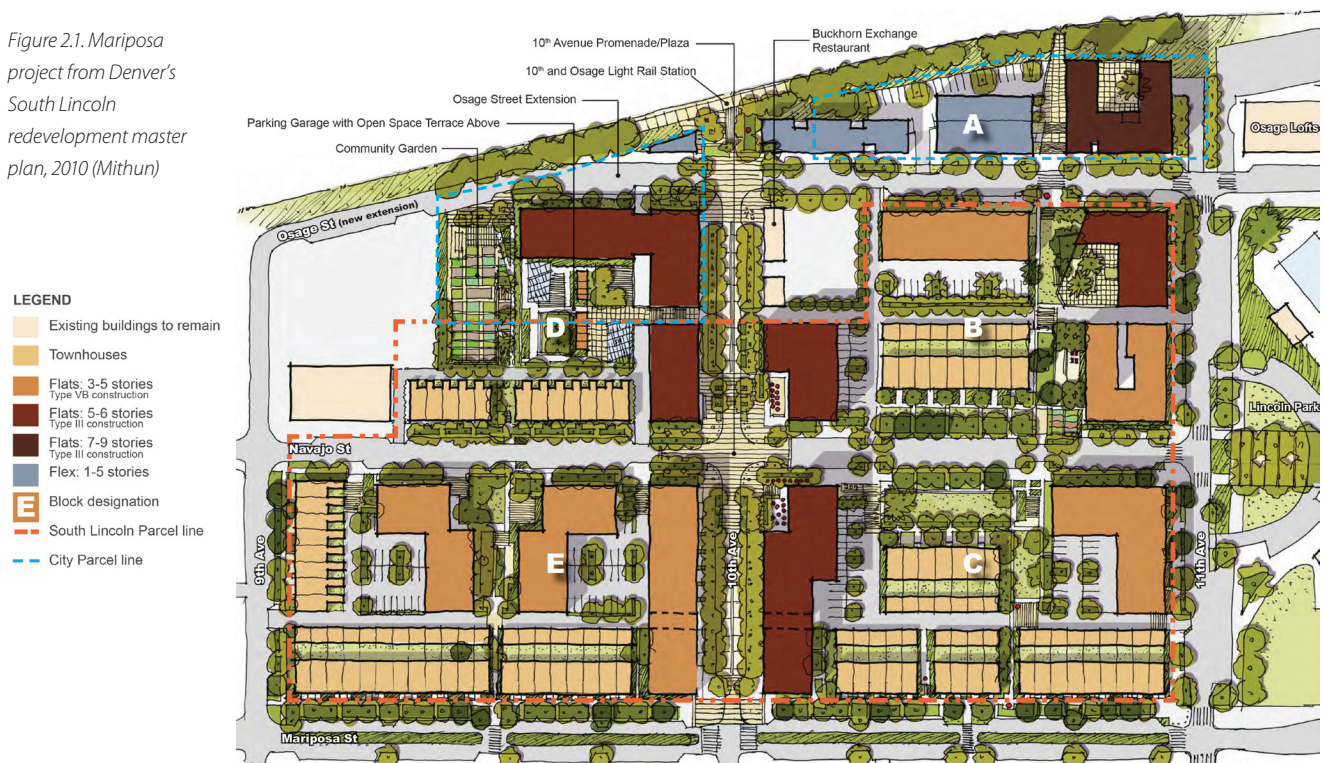 Figure 2.1. Mariposa
project from Denver's
South Lincoln
redevelopment master
plan, 2010 (Mithun)
LEGEND
Existing buildings to remain
Townhouses
Flats: 3-5 stories
Type VB construction
Flats: 5-6 stories
Type III construction
Flats: 7-9 stories
Type III construction
Flex: 1-5 stories
E Block designation
South Lincoln Parcel line
City Parcel line
10th Avenue Promenade/Plaza
10th and Osage Light Rail Station
Osage Street Extension
Parking Garage with Open Space Terrace Above
Community Garden
Buckhorn Exchange
Restaurant
A
Osage Lofts
Osage St (new extension)
D
B
Lincoln Park
Navajo St
9th Ave
E
10th Ave
C
11th Ave
Mariposa St